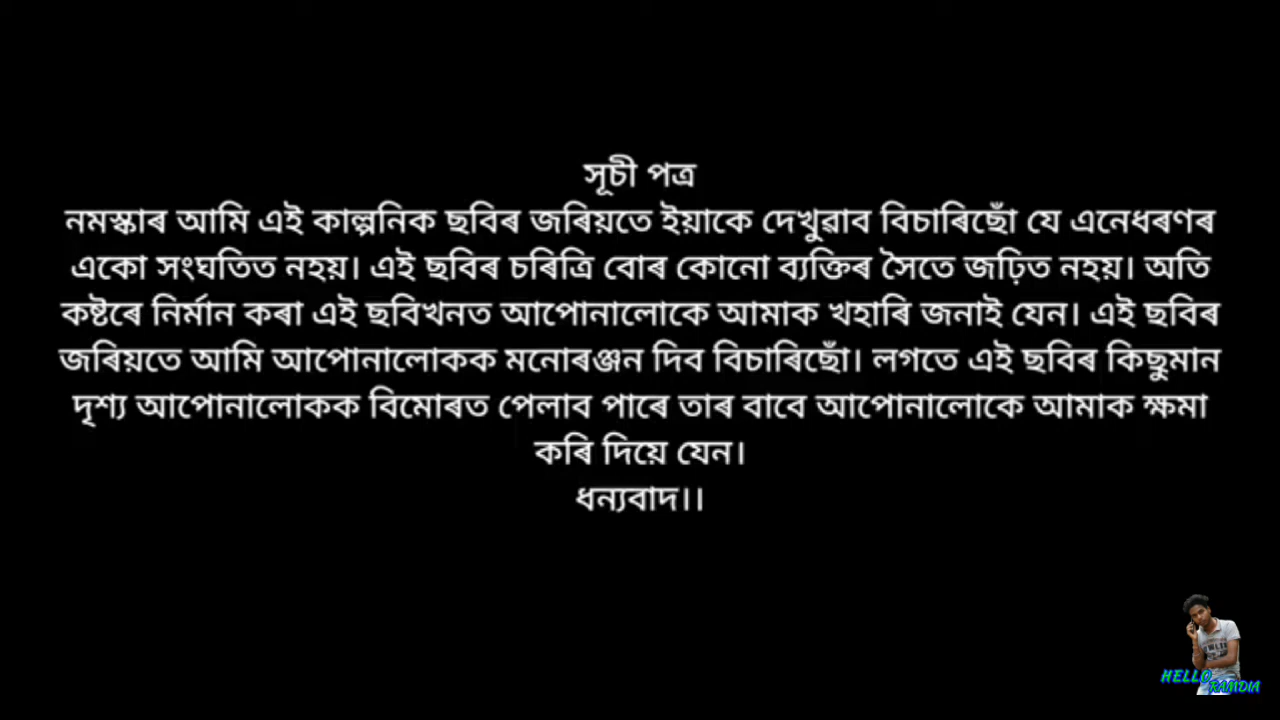 সূচী পত্ৰ
নমস্কাৰ আমি এই কাল্পনিক ছবিৰ জৰিয়তে ইয়াকে দেখুৱাব বিচাৰিছোঁ যে এনেধৰণৰ
একো সংঘতিত নহয়। এই ছবিৰ চৰিত্ৰি বোৰ কোনো ব্যক্তিৰ সৈতে জঢ়িত নহয়। অতি
কষ্টৰে নিৰ্মান কৰা এই ছবিখনত আপোনালোকে আমাক খহাৰি জনাই যেন। এই ছবিৰ
জৰিয়তে আমি আপোনালোকক মনোৰঞ্জন দিব বিচাৰিছোঁ। লগতে এই ছবিৰ কিছুমান
দৃশ্য আপোনালোকক বিমোৰত পেলাব পাৰে তাৰ বাবে আপোনালোকে আমাক ক্ষমা
কৰি দিয়ে যেন।
ধন্যবাদ।।
HELLO
RAMDIA